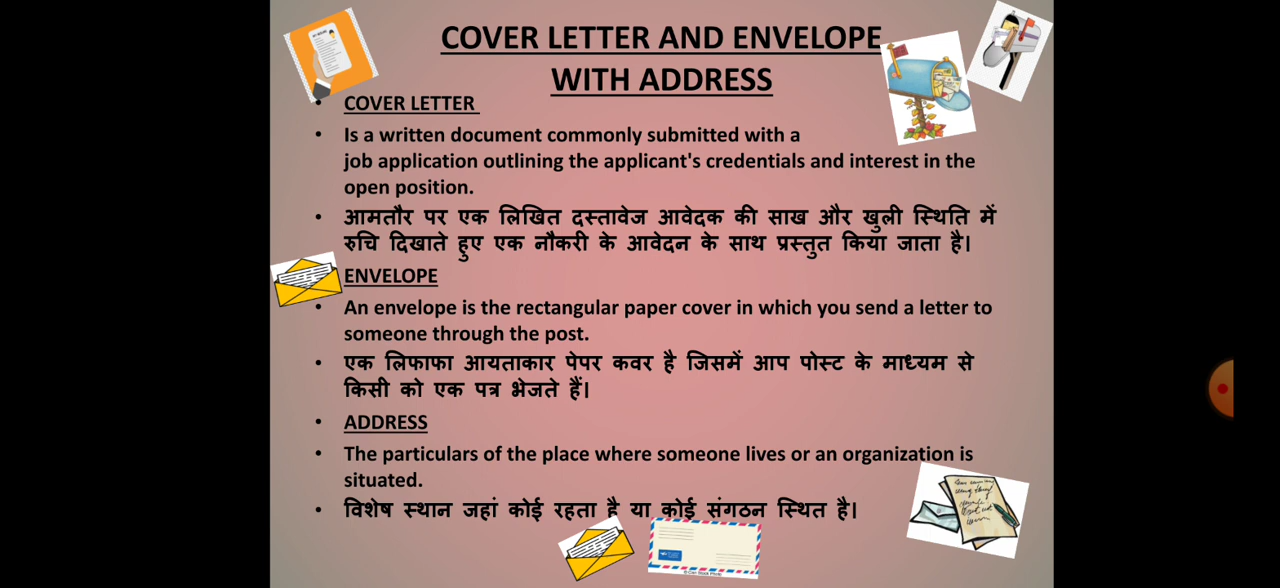 COVER LETTER AND ENVELOPE
WITH ADDRESS
• COVER LETTER
• Is a written document commonly submitted with a
job application outlining the applicant's credentials and interest in the
open position.
• आमतौर पर एक लिखित दस्तावेज आवेदक की साख और खुली स्थिति में
रुचि दिखाते हुए एक नौकरी के आवेदन के साथ प्रस्तुत किया जाता है।
ENVELOPE
• An envelope is the rectangular paper cover in which you send a letter to
someone through the post.
• एक लिफाफा आयताकार पेपर कवर है जिसमें आप पोस्ट के माध्यम से
किसी को एक पत्र भेजते हैं।
• ADDRESS
• The particulars of the place where someone lives or an organization is
situated.
• विशेष स्थान जहां कोई रहता है या कोई संगठन स्थित है।